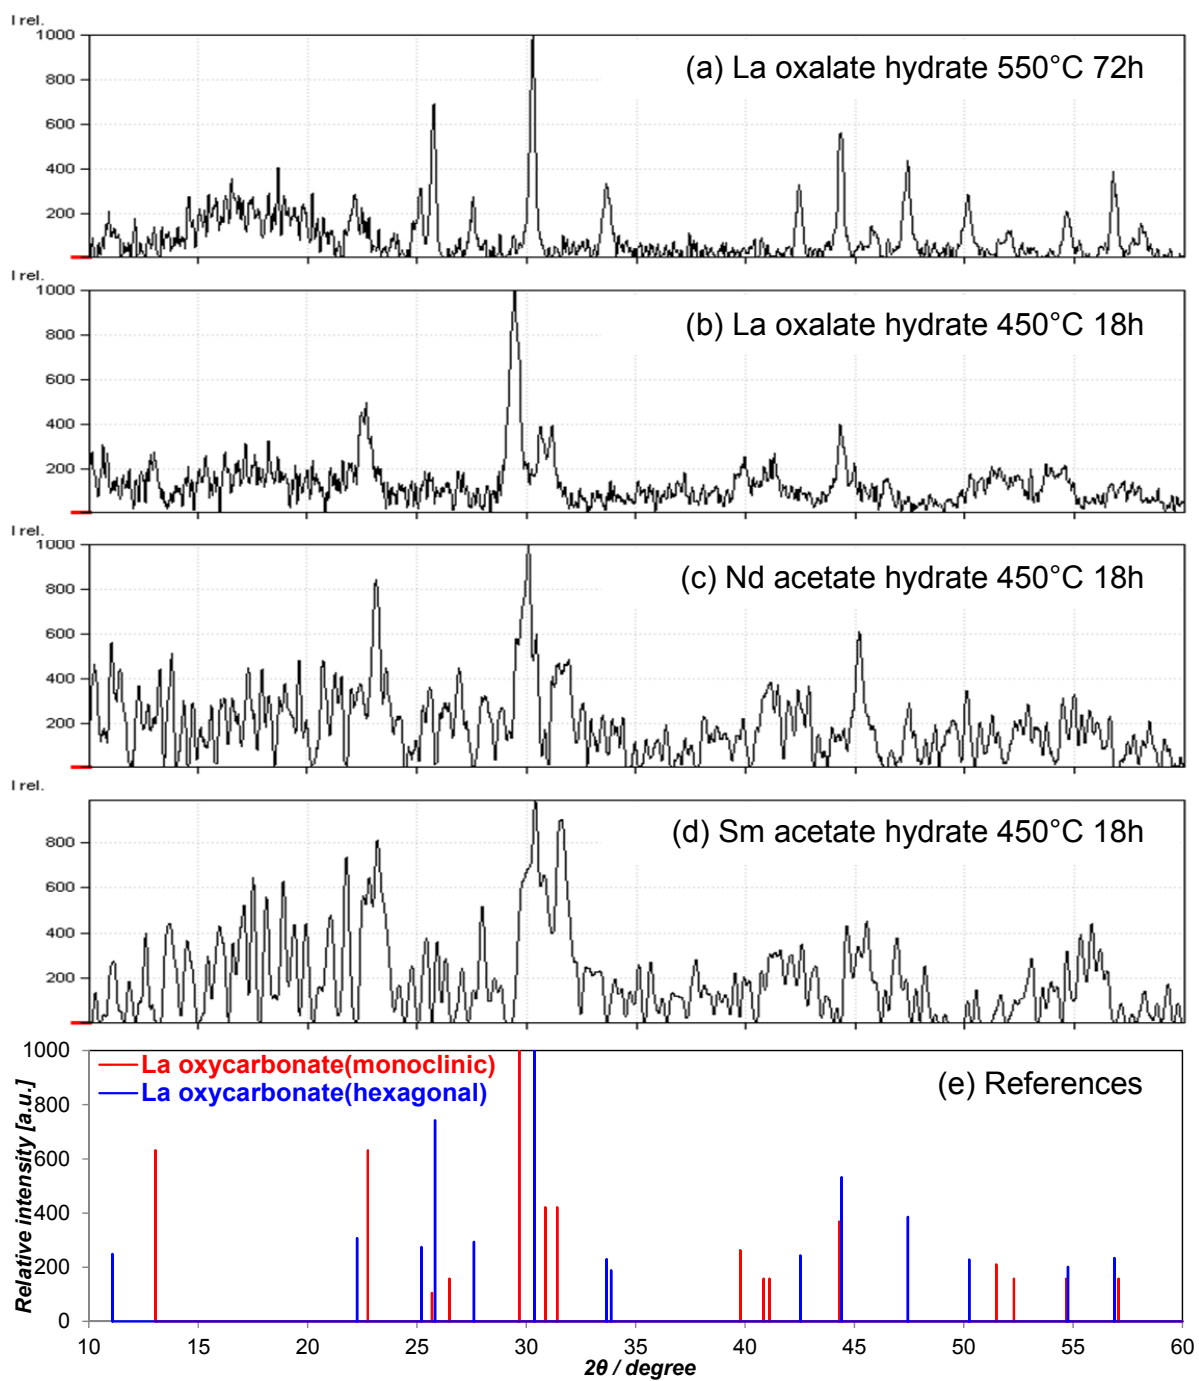 I rel.
1000
(a) La oxalate hydrate 550°C 72h
800
600
400
200
I rel.
1000
(b) La oxalate hydrate 450°C 18h
800
600
400
200
I rel.
1000
(c) Nd acetate hydrate 450°C 18h
800
600
400
200
I rel.
(d) Sm acetate hydrate 450°C 18h
800
600
400
200
1000
La oxycarbonate(monoclinic)
(e) References
La oxycarbonate(hexagonal)
800
600
400
200
0
Relative intensity [a.u.]
10 15 20 25 30 35 40 45 50 55 60
2θ / degree